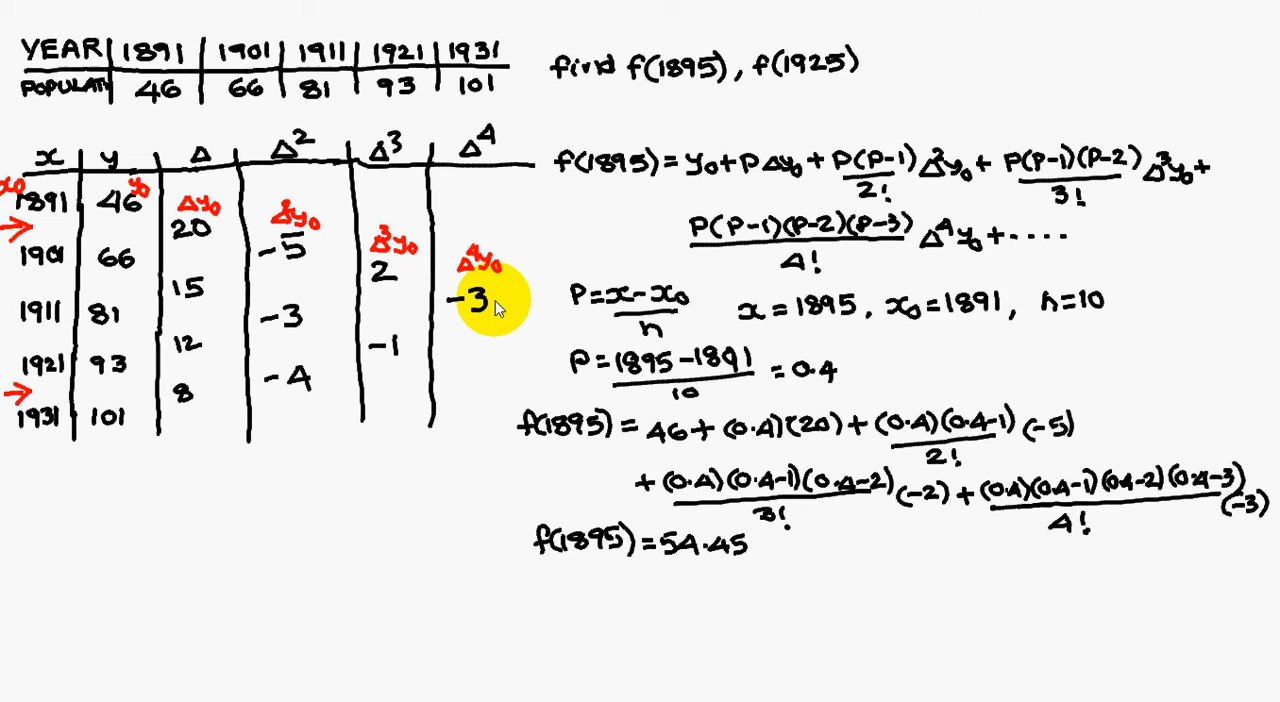 YEAR 1891 1901 1911 1921 1931
POPULATI 46 66 81 93 101
find f(1895), f(1925)
x y Δ Δ² Δ³ Δ⁴
x₀ 1891 46 y₀
Δy₀
20
Δ²y₀
-5
1901 66
Δ³y₀
2
Δ⁴y₀
-3
15
1911 81
-3
12
-1
1921 93
-4
8
1931 101
f(1895) = y₀ + PΔy₀ + P(P-1)/2! Δ²y₀ + P(P-1)(P-2)/3! Δ³y₀ +
P(P-1)(P-2)(P-3)/4! Δ⁴y₀ + ....
P = x-x₀/h x = 1895, x₀ = 1891, h = 10
P = 1895-1891/10 = 0.4
f(1895) = 46 + (0.4)(20) + (0.4)(0.4-1)/2! (-5)
+ (0.4)(0.4-1)(0.4-2)/3! (-2) + (0.4)(0.4-1)(0.4-2)(0.4-3)/4! (-3)
f(1895) = 54.45